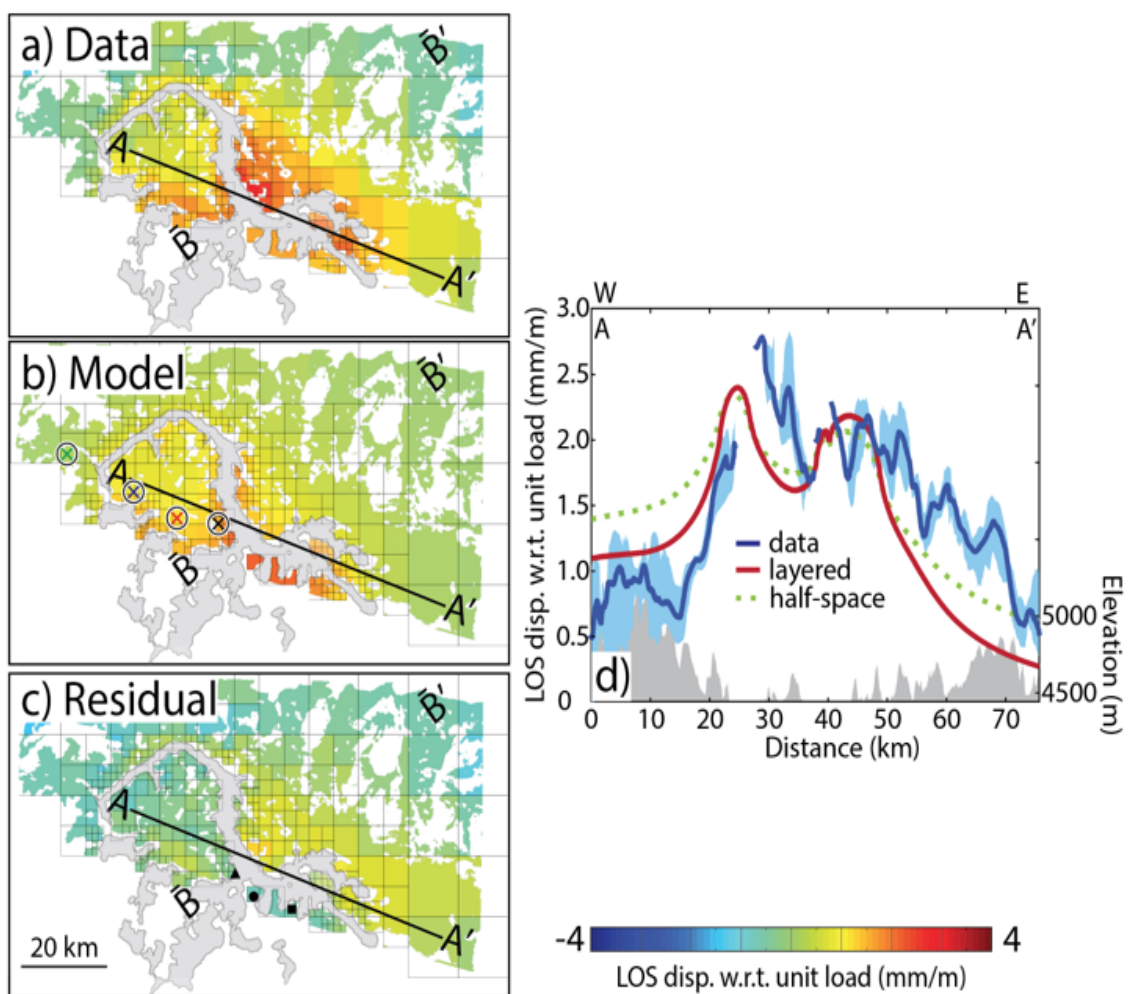 a) Data
B'
A
B
A'
b) Model
B'
A
B
A'
c) Residual
B'
A
B
A'
20 km
W E
A A'
LOS disp. w.r.t. unit load (mm/m)
3.0
2.5
2.0
1.5
1.0
0.5
0
data
layered
half-space
d)
Elevation (m)
5000
4500
0 10 20 30 40 50 60 70
Distance (km)
-4 4
LOS disp. w.r.t. unit load (mm/m)